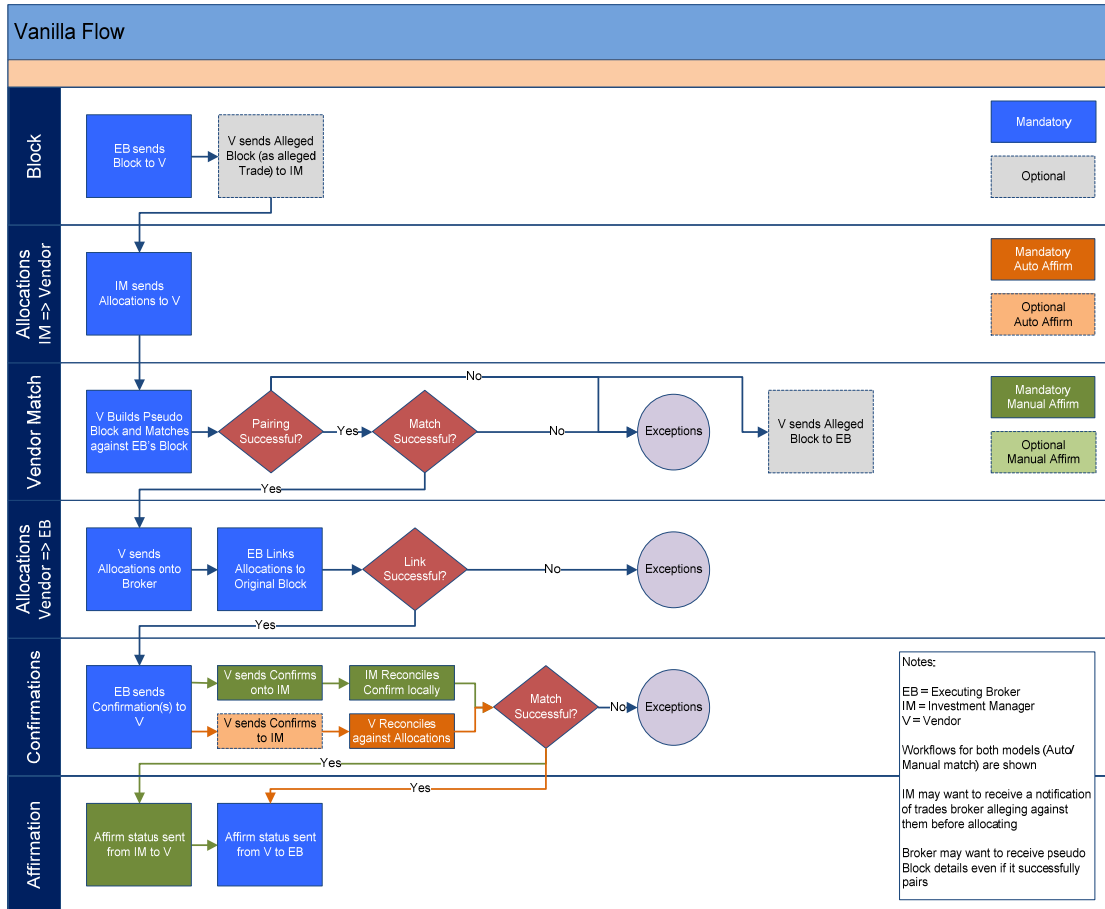 Vanilla Flow
Block
EB sends
Block to V
V sends Alleged
Block (as alleged
Trade) to IM
Mandatory
Optional
Allocations
IM => Vendor
IM sends
Allocations to V
Mandatory
Auto Affirm
Optional
Auto Affirm
Vendor Match
V Builds Pseudo
Block and Matches
against EB's Block
Pairing
Successful?
Yes
No
Match
Successful?
No
Yes
Exceptions
V sends Alleged
Block to EB
Mandatory
Manual Affirm
Optional
Manual Affirm
Allocations
Vendor => EB
V sends
Allocations onto
Broker
EB Links
Allocations to
Original Block
Link
Successful?
No
Yes
Exceptions
Confirmations
EB sends
Confirmation(s) to
V
V sends Confirms
onto IM
IM Reconciles
Confirm locally
V sends Confirms
to IM
V Reconciles
against Allocations
Match
Successful?
No
Exceptions
Yes
Yes
Affirmation
Affirm status sent
from IM to V
Affirm status sent
from V to EB
Notes:
EB = Executing Broker
IM = Investment Manager
V = Vendor
Workflows for both models (Auto/
Manual match) are shown
IM may want to receive a notification
of trades broker alleging against
them before allocating
Broker may want to receive pseudo
Block details even if it successfully
pairs